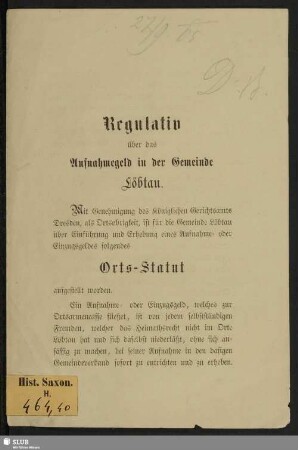 Regulativ
über das
Aufnahmegeld in der Gemeinde
Löbtau.
Mit Genehmigung des Königlichen Gerichtsamtes
Dresden, als Ortsobrigkeit, ist für die Gemeinde Löbtau
über Einführung und Erhebung eines Aufnahme- oder
Einzugsgeldes folgendes
Orts-Statut
aufgestellt worden.
Ein Aufnahme- oder Einzugsgeld, welches zur
Ortsarmencasse fliesset, ist von jedem selbstständigen
Fremden, welcher das Heimathsrecht nicht im Orte
Löbtau hat und sich daselbst niederläßt, ohne sich an-
sässig zu machen, bei seiner Aufnahme in den dasigen
Gemeindeverband sofort zu entrichten und zu erheben.
Hist. Saxon.
H.
464,40
SLUB